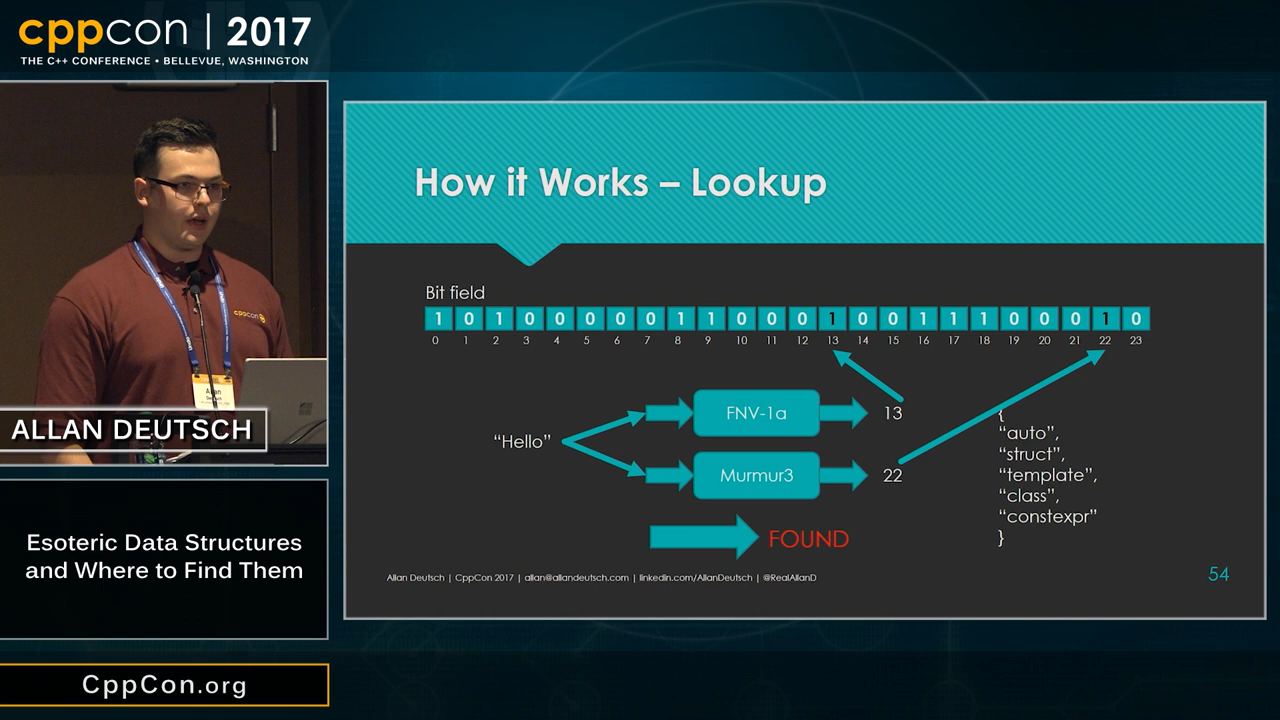 cppcon | 2017
THE C++ CONFERENCE • BELLEVUE, WASHINGTON
cppcon
ALLAN DEUTSCH
Esoteric Data Structures
and Where to Find Them
CppCon.org
How it Works – Lookup
Bit field
1 0 1 0 0 0 0 0 1 1 0 0 0 1 0 0 1 1 1 0 0 0 1 0
0 1 2 3 4 5 6 7 8 9 10 11 12 13 14 15 16 17 18 19 20 21 22 23
"Hello"
FNV-1a
13
Murmur3
22
FOUND
{
"auto",
"struct",
"template",
"class",
"constexpr"
}
Allan Deutsch | CppCon 2017 | allan@allandeutsch.com | linkedin.com/AllanDeutsch | @RealAllanD
54